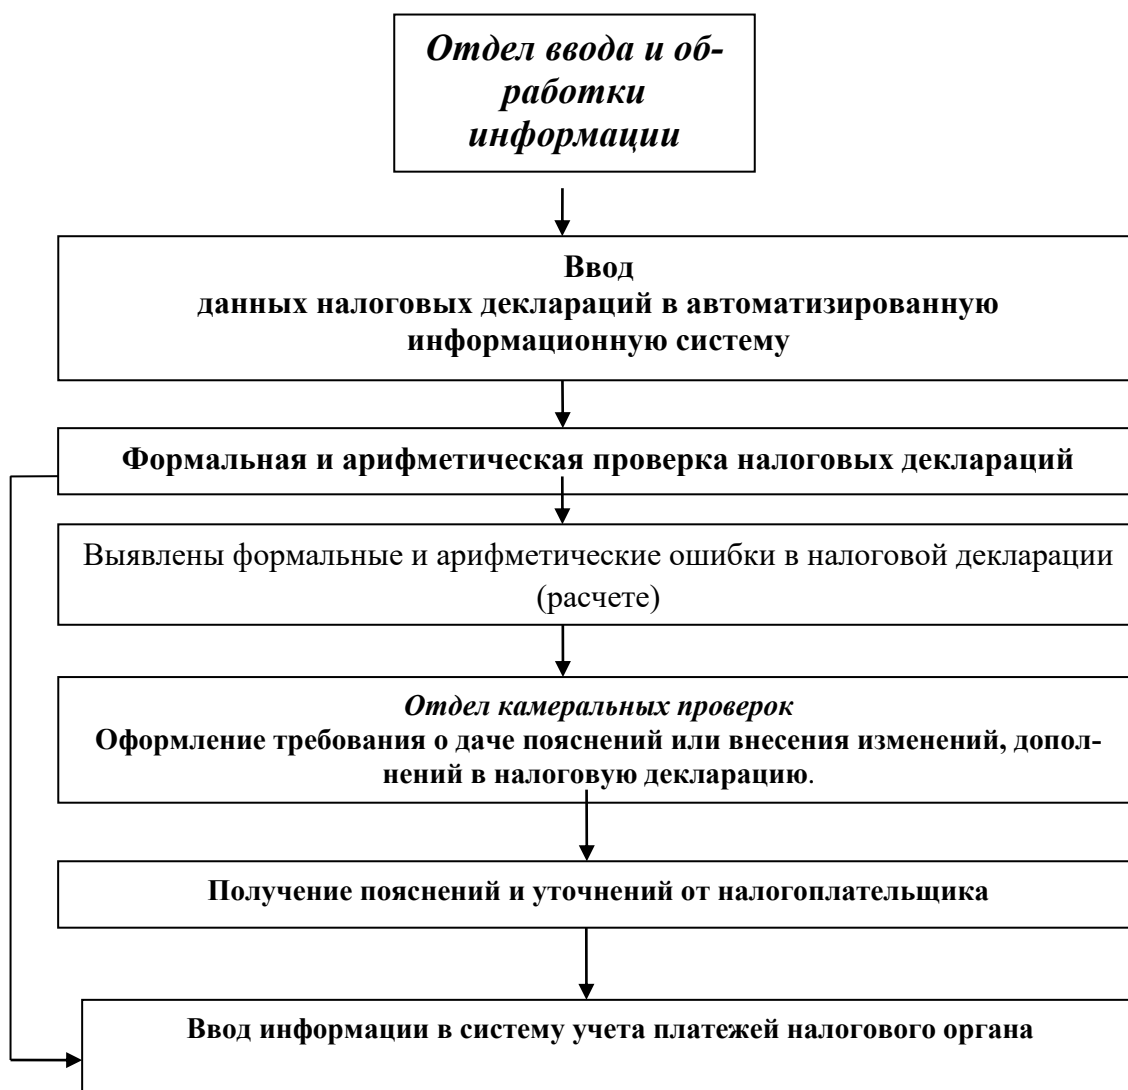 Отдел ввода и об-
работки
информации
Ввод
данных налоговых деклараций в автоматизированную
информационную систему
Формальная и арифметическая проверка налоговых деклараций
Выявлены формальные и арифметические ошибки в налоговой декларации
(расчете)
Отдел камеральных проверок
Оформление требования о даче пояснений или внесения изменений, допол-
нений в налоговую декларацию.
Получение пояснений и уточнений от налогоплательщика
Ввод информации в систему учета платежей налогового органа